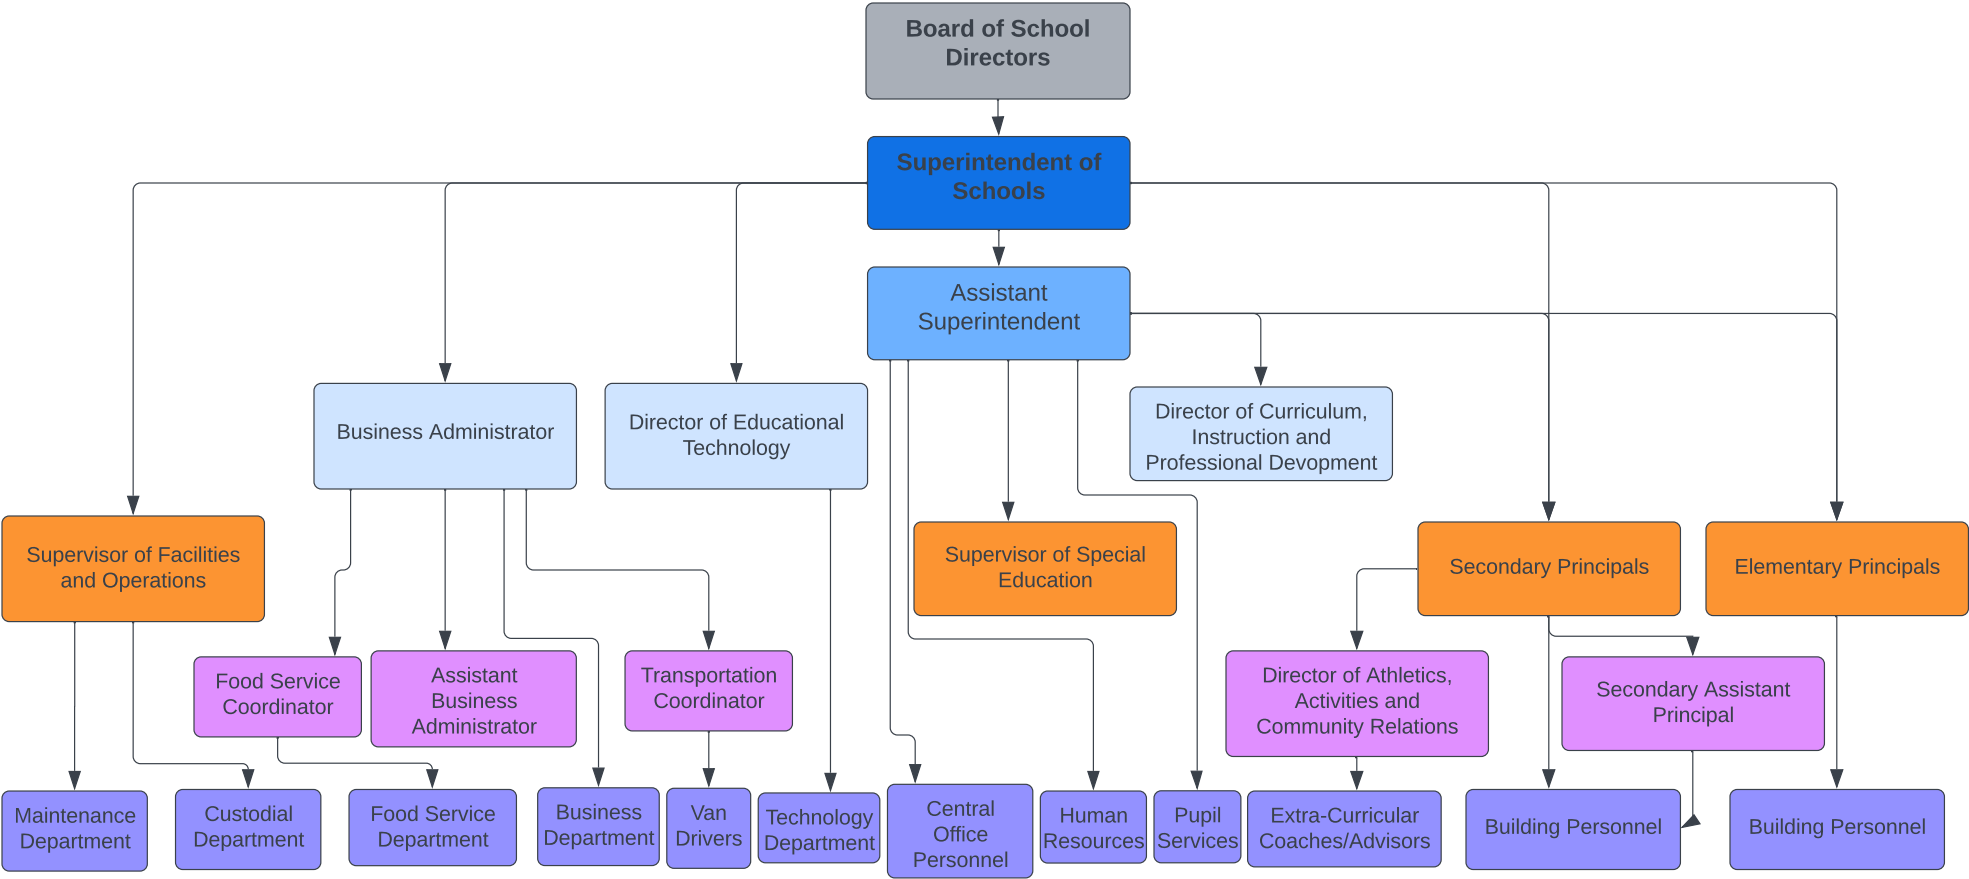 Board of School
Directors
Superintendent of
Schools
Assistant
Superintendent
Business Administrator
Director of Educational
Technology
Director of Curriculum,
Instruction and
Professional Devopment
Supervisor of Facilities
and Operations
Supervisor of Special
Education
Secondary Principals
Elementary Principals
Food Service
Coordinator
Assistant
Business
Administrator
Transportation
Coordinator
Director of Athletics,
Activities and
Community Relations
Secondary Assistant
Principal
Maintenance
Department
Custodial
Department
Food Service
Department
Business
Department
Van
Drivers
Technology
Department
Central
Office
Personnel
Human
Resources
Pupil
Services
Extra-Curricular
Coaches/Advisors
Building Personnel
Building Personnel